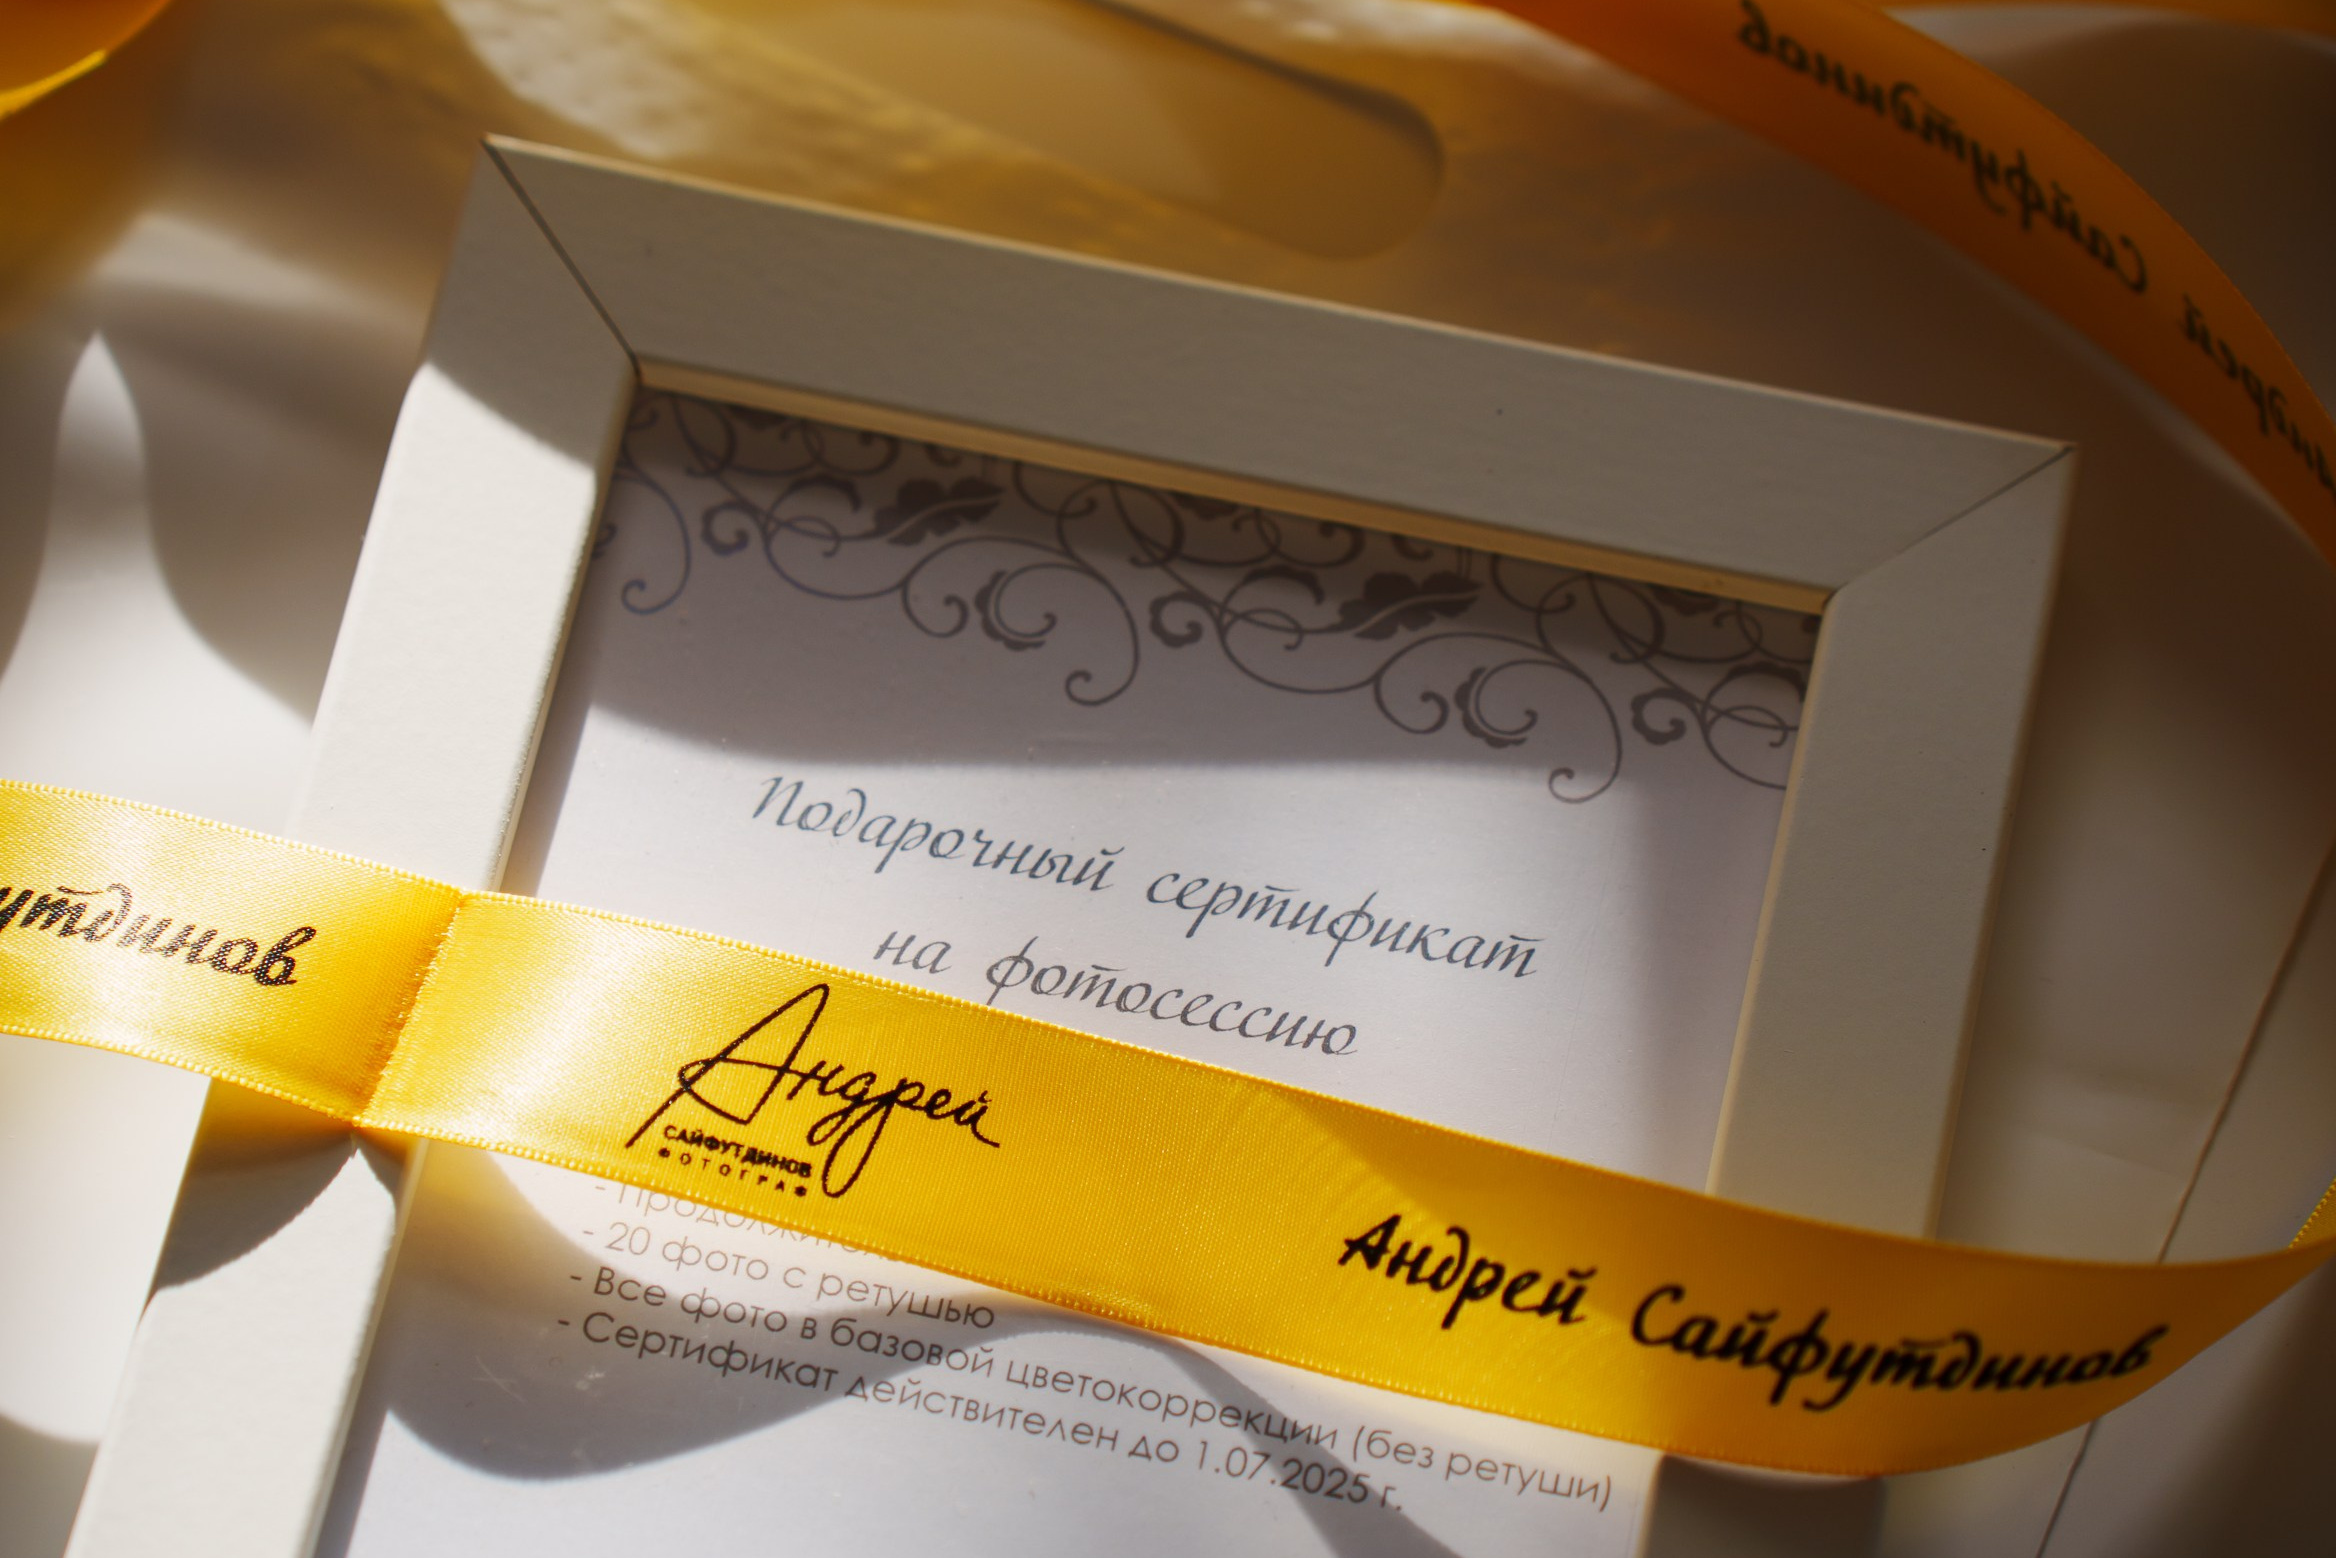 Андрей Сайфутдинов
Подарочный сертификат
на фотосессию
Андрей
САЙФУТДИНОВ
ФОТОГРАФ
Андрей Сайфутдинов
- 20 фото с ретушью
- Все фото в базовой цветокоррекции (без ретуши)
- Сертификат действителен до 1.07.2025 г.